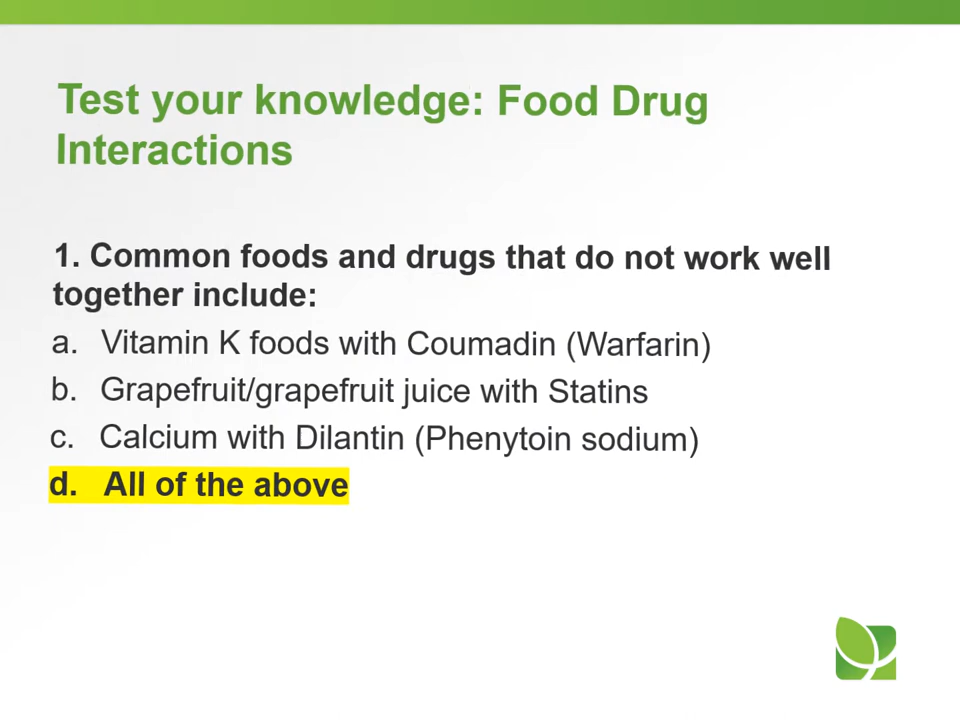 Test your knowledge: Food Drug
Interactions
1. Common foods and drugs that do not work well
together include:
a. Vitamin K foods with Coumadin (Warfarin)
b. Grapefruit/grapefruit juice with Statins
c. Calcium with Dilantin (Phenytoin sodium)
d. All of the above